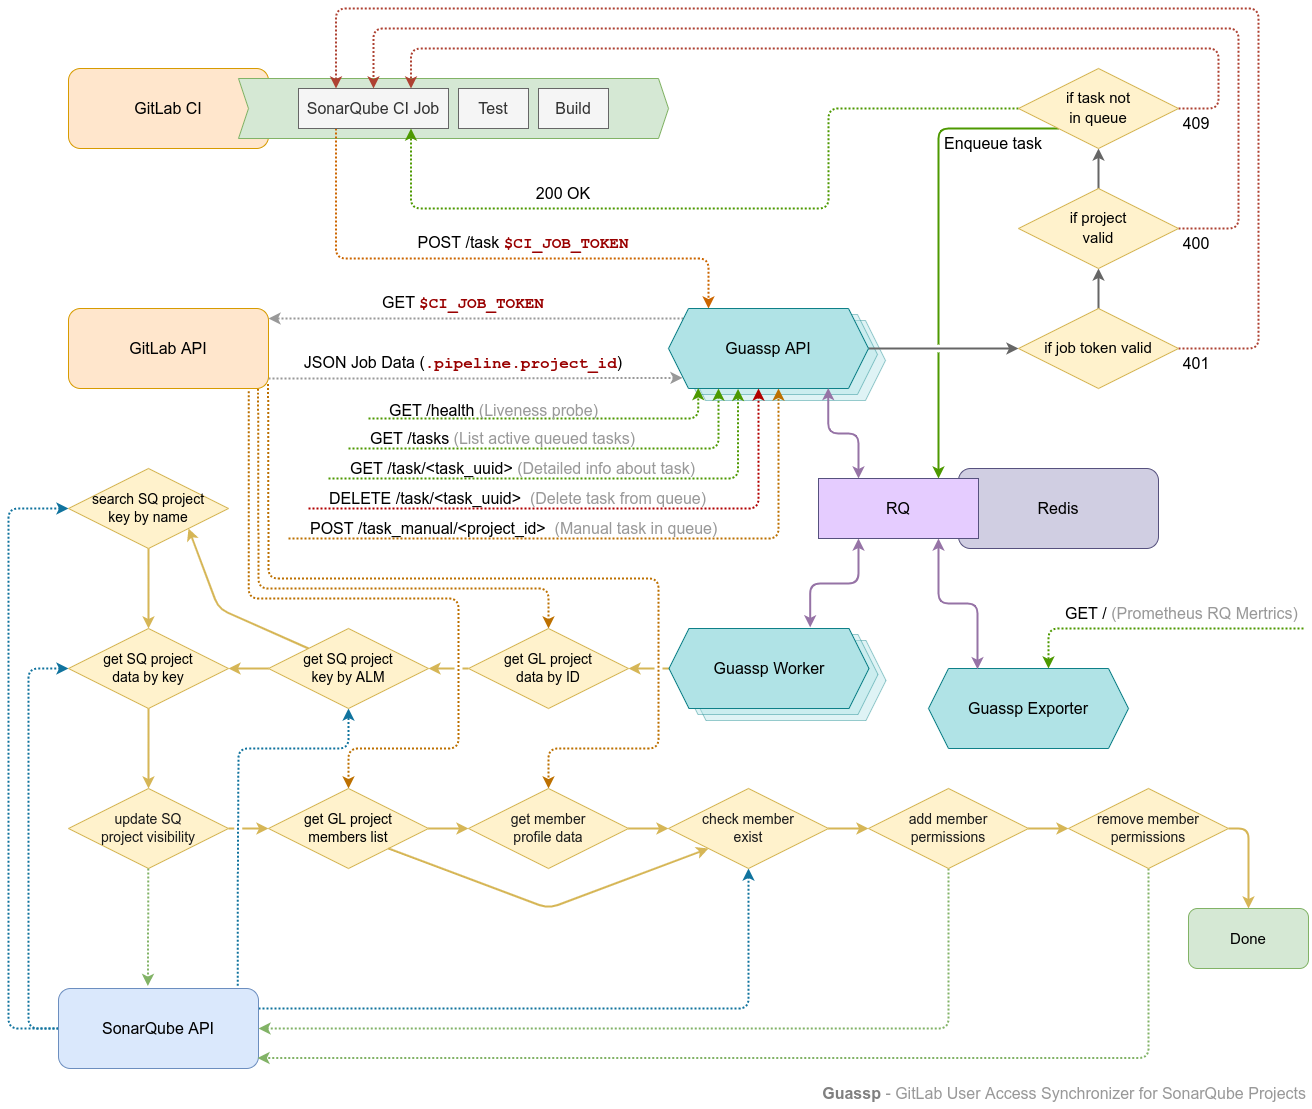 GitLab CI
SonarQube CI Job
Test
Build
if task not
in queue
409
Enqueue task
200 OK
if project
valid
400
POST /task $CI_JOB_TOKEN
GET $CI_JOB_TOKEN
GitLab API
Guassp API
if job token valid
401
JSON Job Data (.pipeline.project_id)
GET /health (Liveness probe)
GET /tasks (List active queued tasks)
GET /task/<task_uuid> (Detailed info about task)
DELETE /task/<task_uuid> (Delete task from queue)
POST /task_manual/<project_id> (Manual task in queue)
search SQ project
key by name
RQ
Redis
GET / (Prometheus RQ Mertrics)
get SQ project
data by key
get SQ project
key by ALM
get GL project
data by ID
Guassp Worker
Guassp Exporter
update SQ
project visibility
get GL project
members list
get member
profile data
check member
exist
add member
permissions
remove member
permissions
Done
SonarQube API
Guassp - GitLab User Access Synchronizer for SonarQube Projects